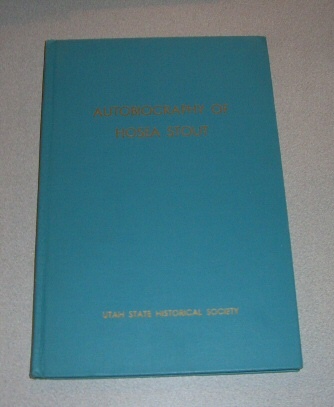 AUTOBIOGRAPHY OF
HOSEA STOUT
UTAH STATE HISTORICAL SOCIETY